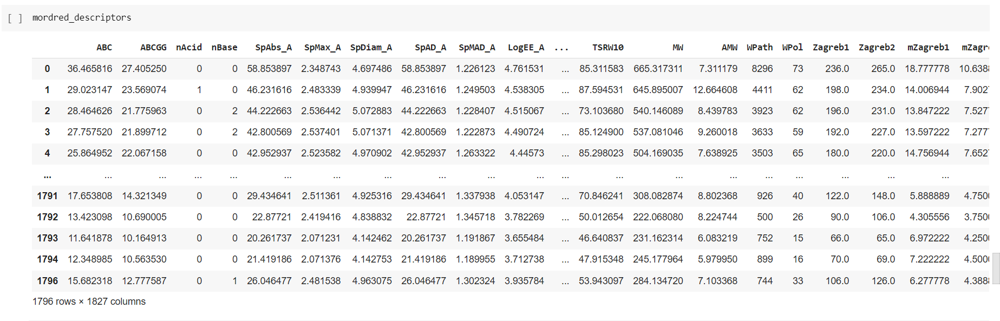 [ ] mordred_descriptors
ABC ABCGG nAcid nBase SpAbs_A SpMax_A SpDiam_A SpAD_A SpMAD_A LogEE_A ... TSRW10 MW AMW WPath WPol Zagreb1 Zagreb2 mZagreb1 mZagr
0 36.465816 27.405250 0 0 58.853897 2.348743 4.697486 58.853897 1.226123 4.761531 ... 85.311583 665.317311 7.311179 8296 73 236.0 265.0 18.777778 10.638
1 29.023147 23.569074 1 0 46.231616 2.483339 4.939947 46.231616 1.249503 4.538305 ... 87.594531 645.895007 12.664608 4411 62 198.0 234.0 14.006944 7.902
2 28.464626 21.775963 0 2 44.222663 2.536442 5.072883 44.222663 1.228407 4.515067 ... 73.103680 540.146089 8.439783 3923 62 196.0 231.0 13.847222 7.527
3 27.757520 21.899712 0 2 42.800569 2.537401 5.071371 42.800569 1.222873 4.490724 ... 85.124900 537.081046 9.260018 3633 59 192.0 227.0 13.597222 7.277
4 25.864952 22.067158 0 0 42.952937 2.523582 4.970902 42.952937 1.263322 4.44573 ... 85.298023 504.169035 7.638925 3503 65 180.0 220.0 14.756944 7.652
... ... ... ... ... ... ... ... ... ... ... ... ... ... ... ... ... ... ... ...
1791 17.653808 14.321349 0 0 29.434641 2.511361 4.925316 29.434641 1.337938 4.053147 ... 70.846241 308.082874 8.802368 926 40 122.0 148.0 5.888889 4.750
1792 13.423098 10.690005 0 0 22.87721 2.419416 4.838832 22.87721 1.345718 3.782269 ... 50.012654 222.068080 8.224744 500 26 90.0 106.0 4.305556 3.750
1793 11.641878 10.164913 0 0 20.261737 2.071231 4.142462 20.261737 1.191867 3.655484 ... 46.640837 231.162314 6.083219 752 15 66.0 65.0 6.972222 4.250
1794 12.348985 10.563530 0 0 21.419186 2.071376 4.142753 21.419186 1.189955 3.712738 ... 47.915348 245.177964 5.979950 899 16 70.0 69.0 7.222222 4.500
1796 15.682318 12.777587 0 1 26.046477 2.481538 4.963075 26.046477 1.302324 3.935784 ... 53.943097 284.134720 7.103368 744 33 106.0 126.0 6.277778 4.388
1796 rows × 1827 columns